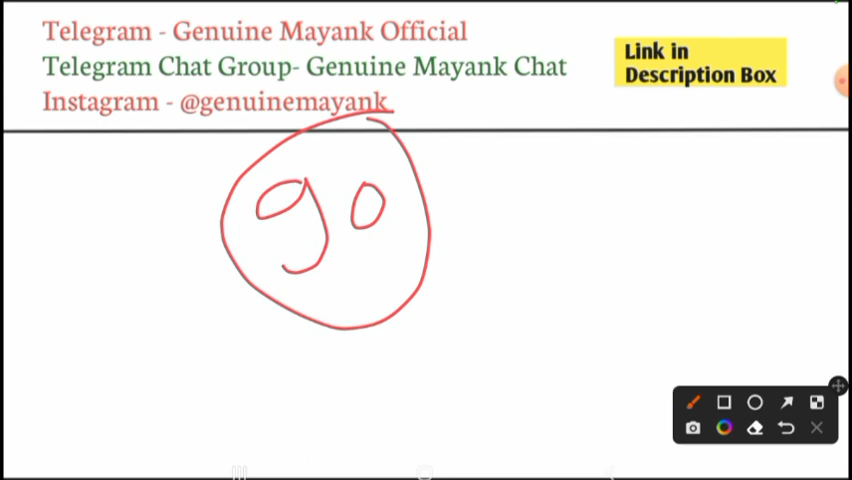 Telegram - Genuine Mayank Official
Telegram Chat Group- Genuine Mayank Chat
Instagram - @genuinemayank
Link in
Description Box
90